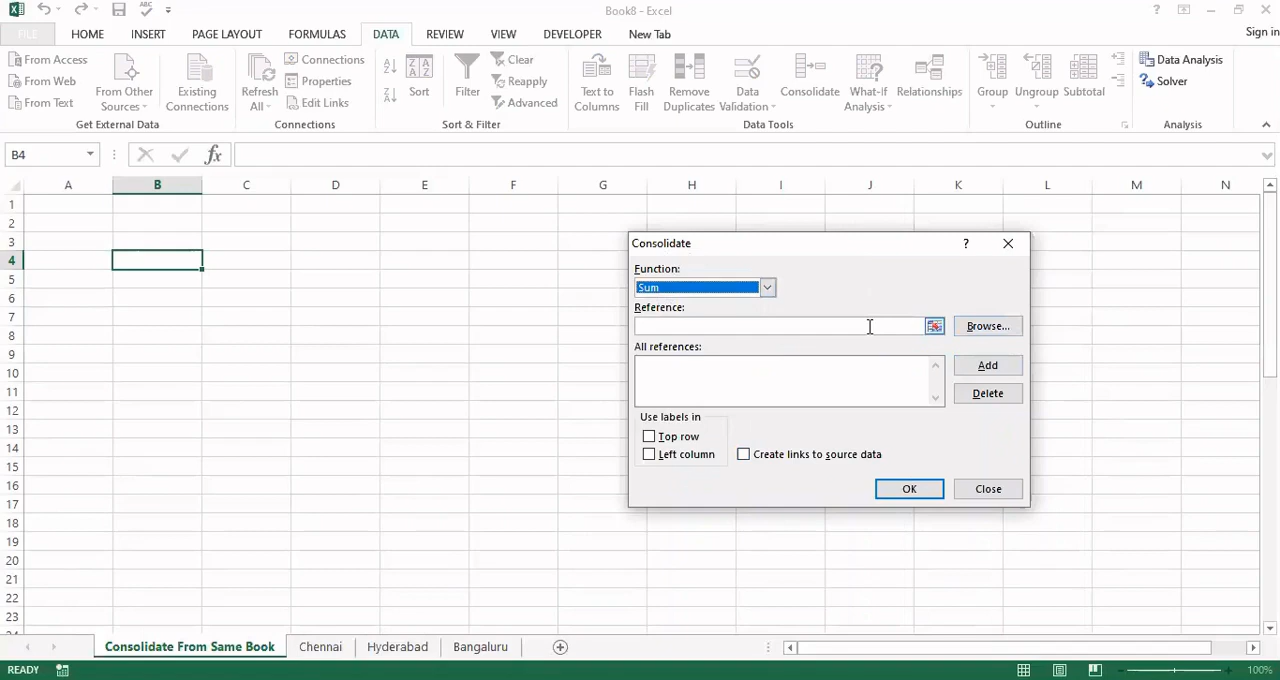 ABC
Book8 - Excel
?
FILE
HOME
INSERT
PAGE LAYOUT
FORMULAS
DATA
REVIEW
VIEW
DEVELOPER
New Tab
Sign in
From Access
From Web
From Text
From Other
Sources
Existing
Connections
Get External Data
Refresh
All
Connections
Properties
Edit Links
Connections
Sort
Filter
Clear
Reapply
Advanced
Sort & Filter
Text to
Columns
Flash
Fill
Remove
Duplicates
Data
Validation
Consolidate
What-If
Analysis
Relationships
Data Tools
Group
Ungroup
Subtotal
Outline
Data Analysis
Solver
Analysis
B4
fx
A B C D E F G H I J K L M N
1
2
3
4
5
6
7
8
9
10
11
12
13
14
15
16
17
18
19
20
21
22
23
Consolidate
?
Function:
Sum
Reference:
Browse...
All references:
Add
Delete
Use labels in
Top row
Left column
Create links to source data
OK
Close
Consolidate From Same Book
Chennai
Hyderabad
Bengaluru
READY
100%